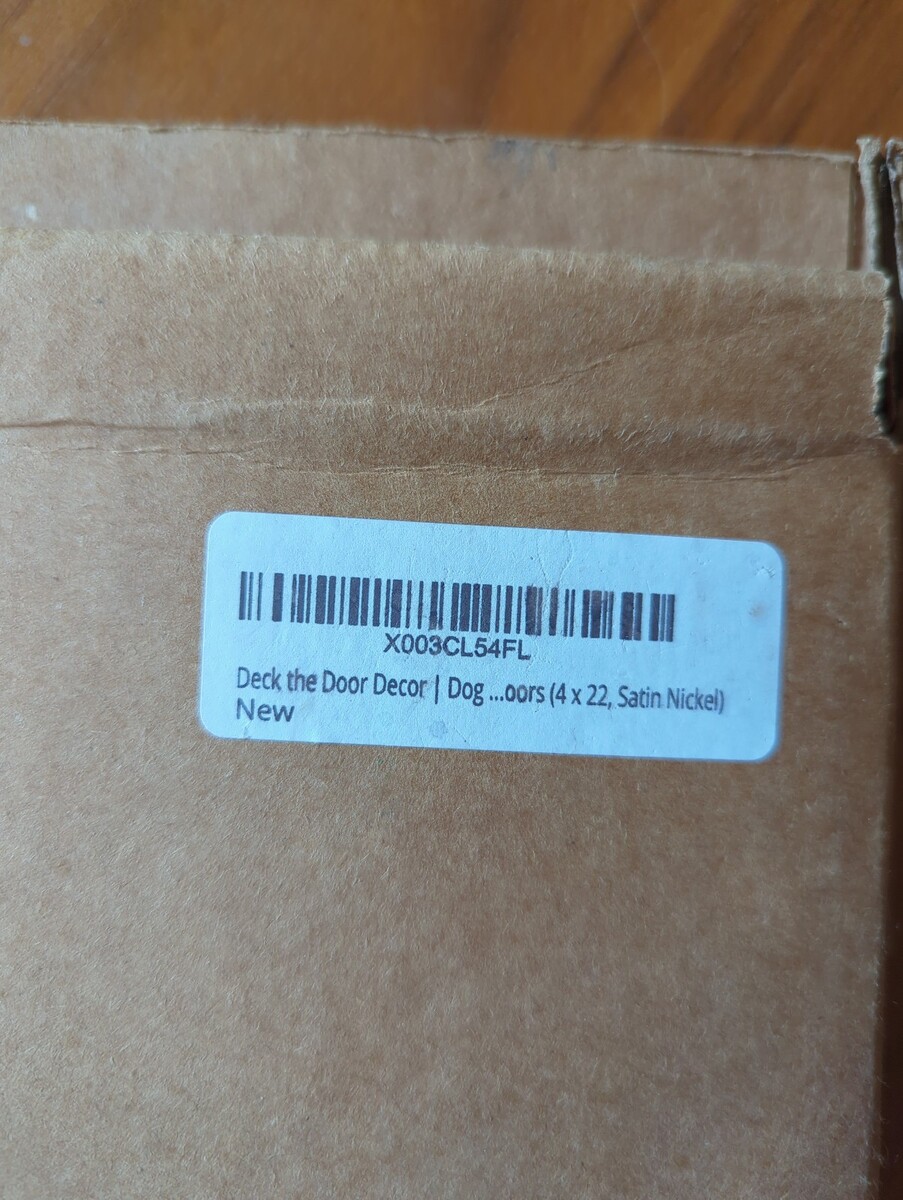 X003CL54FL
Deck the Door Decor | Dog ...oors (4 x 22, Satin Nickel)
New